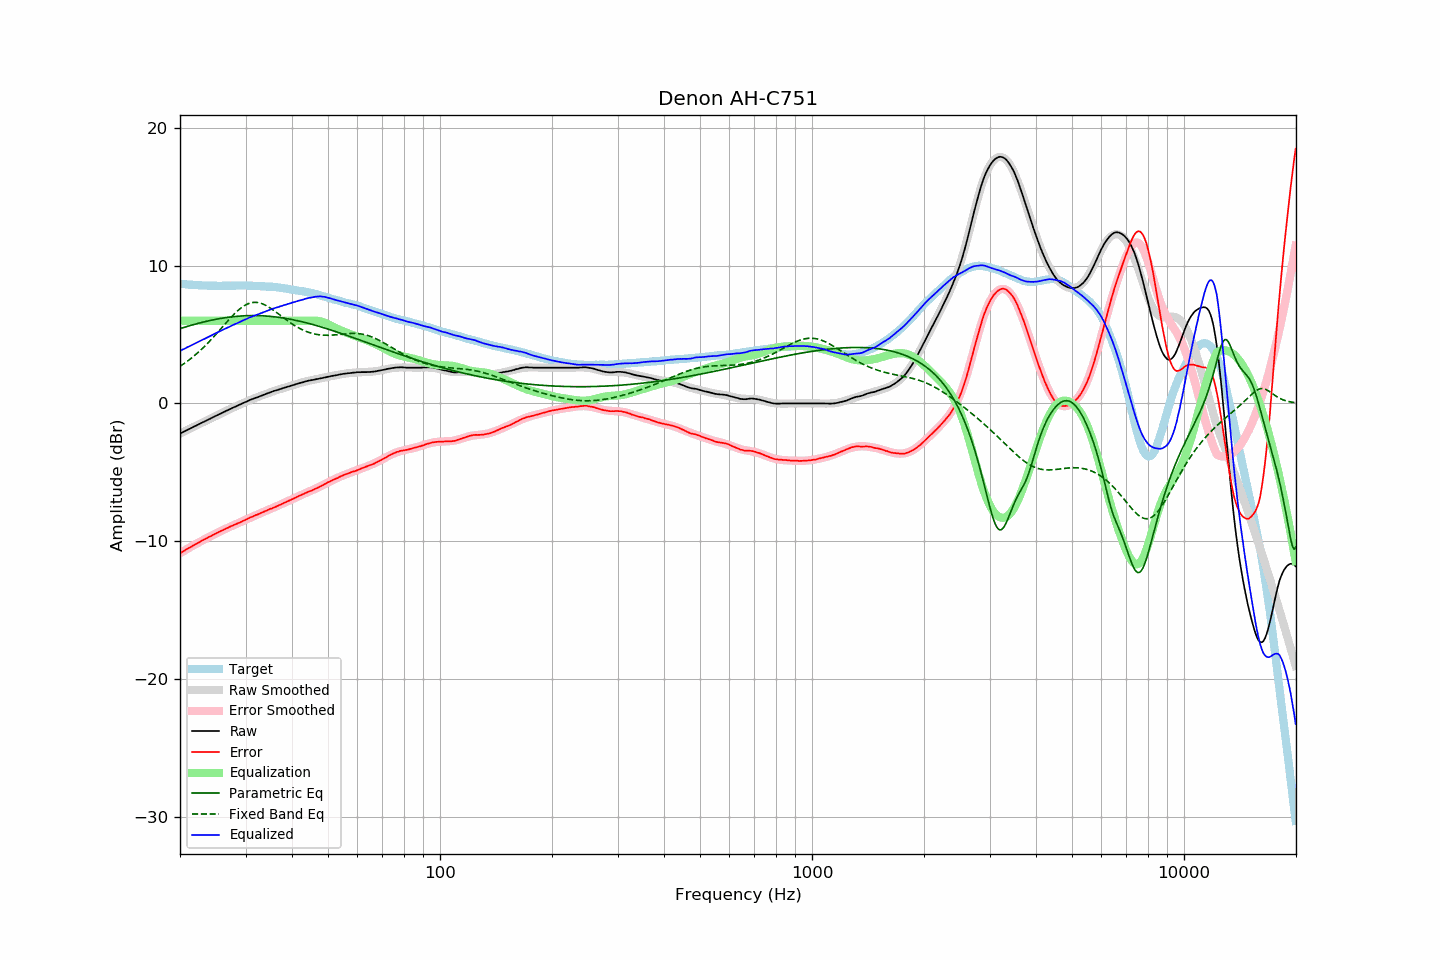 Denon AH-C751
20
10
0
−10
−20
−30
Amplitude (dBr)
Target
Raw Smoothed
Error Smoothed
Raw
Error
Equalization
Parametric Eq
Fixed Band Eq
Equalized
100
1000
10000
Frequency (Hz)